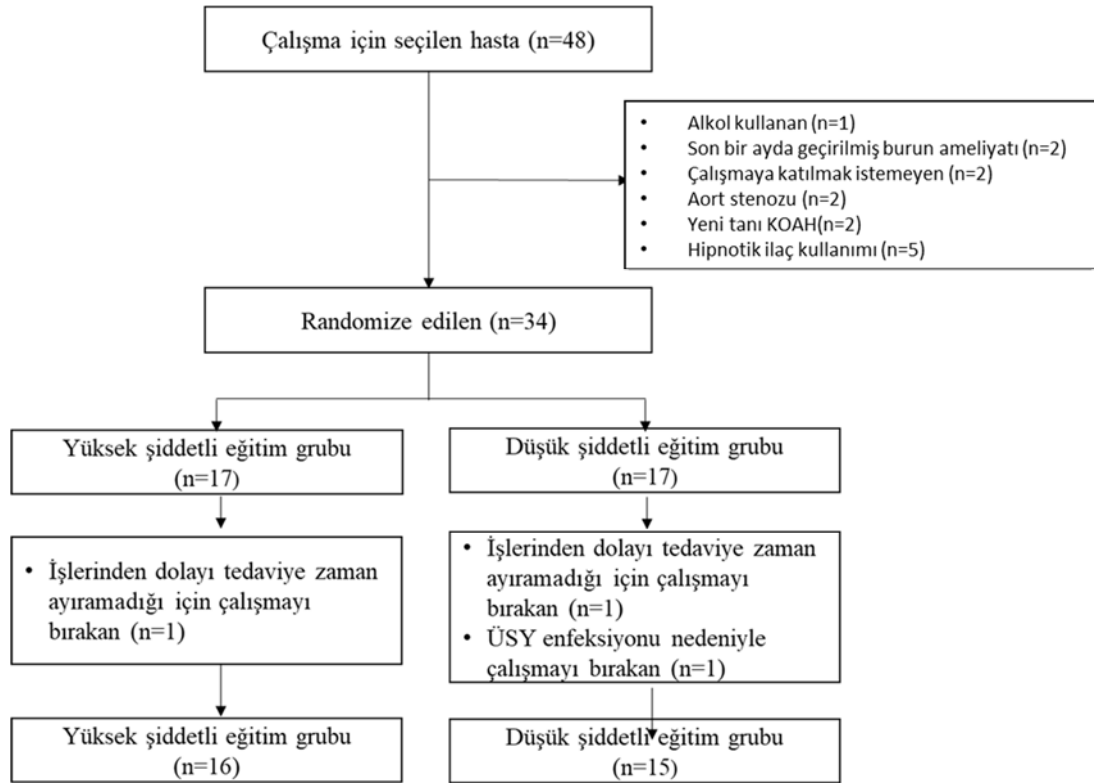 Çalışma için seçilen hasta (n=48)
• Alkol kullanan (n=1)
• Son bir ayda geçirilmiş burun ameliyatı (n=2)
• Çalışmaya katılmak istemeyen (n=2)
• Aort stenozu (n=2)
• Yeni tanı KOAH(n=2)
• Hipnotik ilaç kullanımı (n=5)
Randomize edilen (n=34)
Yüksek şiddetli eğitim grubu
(n=17)
Düşük şiddetli eğitim grubu
(n=17)
• İşlerinden dolayı tedaviye zaman
ayıramadığı için çalışmayı
bırakan (n=1)
• İşlerinden dolayı tedaviye zaman
ayıramadığı için çalışmayı
bırakan (n=1)
• ÜSY enfeksiyonu nedeniyle
çalışmayı bırakan (n=1)
Yüksek şiddetli eğitim grubu
(n=16)
Düşük şiddetli eğitim grubu
(n=15)